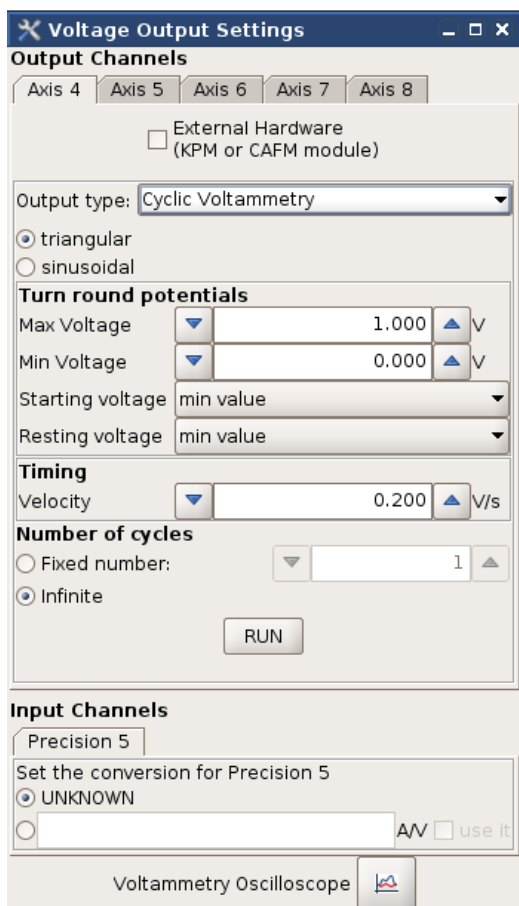 Voltage Output Settings
Output Channels
Axis 4 Axis 5 Axis 6 Axis 7 Axis 8
External Hardware
(KPM or CAFM module)
Output type: Cyclic Voltammetry
triangular
sinusoidal
Turn round potentials
Max Voltage 1.000 V
Min Voltage 0.000 V
Starting voltage min value
Resting voltage min value
Timing
Velocity 0.200 V/s
Number of cycles
Fixed number: 1
Infinite
RUN
Input Channels
Precision 5
Set the conversion for Precision 5
UNKNOWN
A/V use it
Voltammetry Oscilloscope